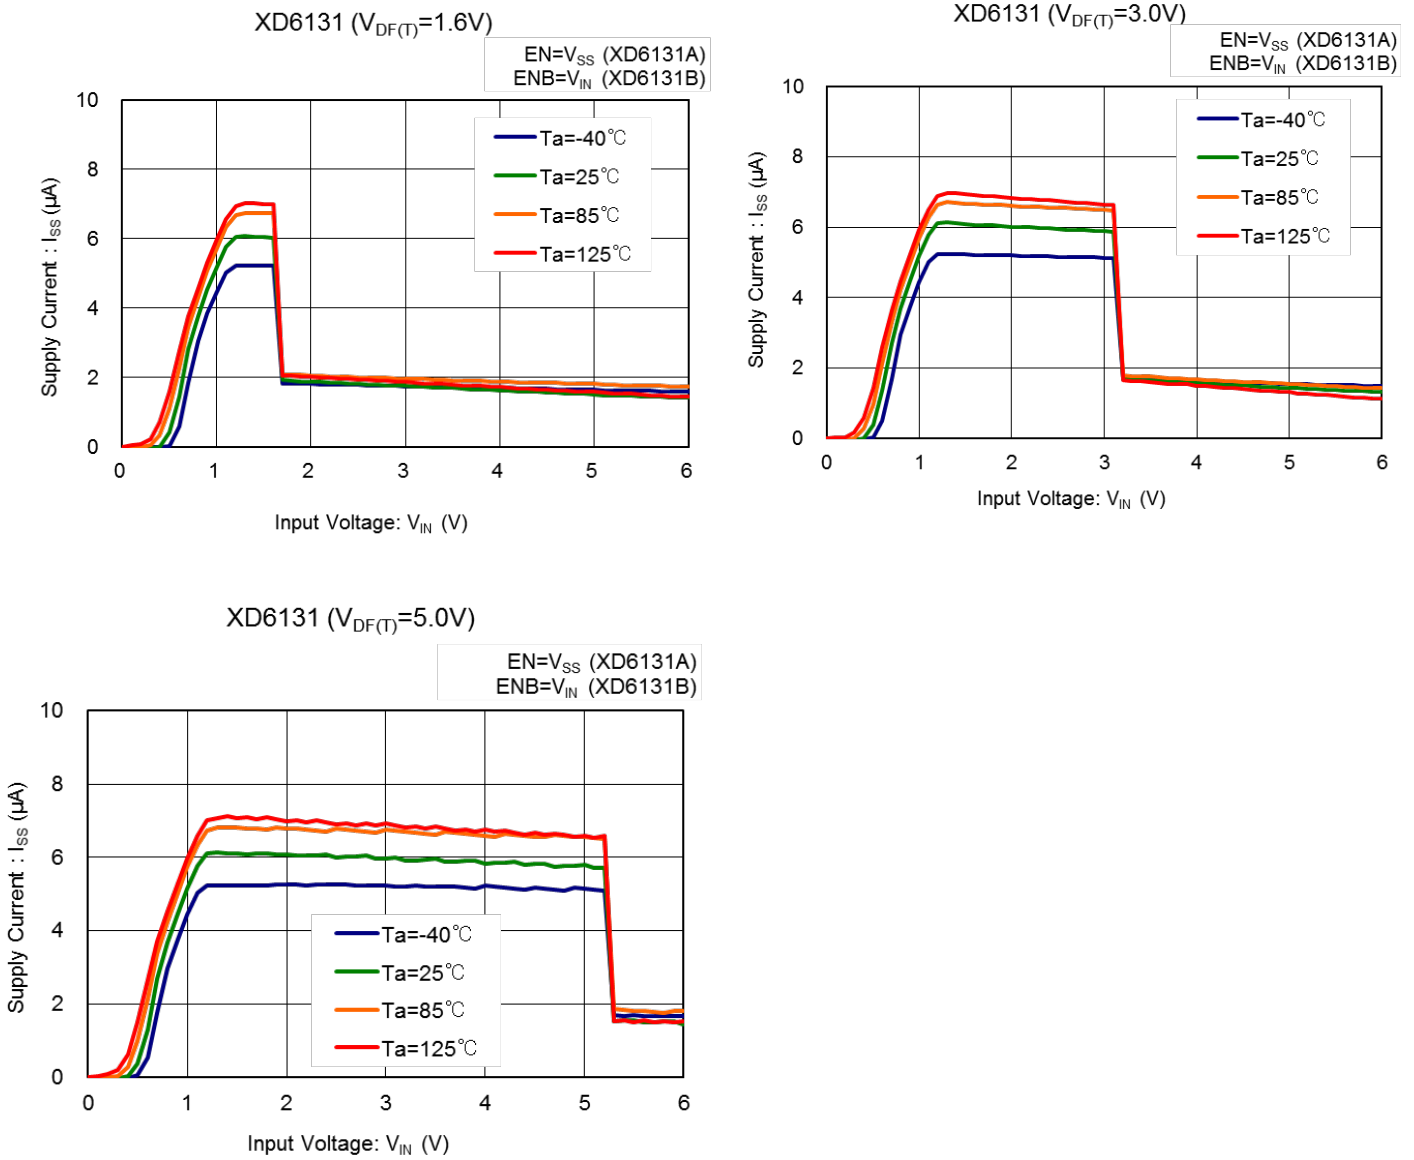 XD6131 (VDF(T)=1.6V)
EN=VSS (XD6131A)
ENB=VIN (XD6131B)
Supply Current : ISS (μA)
10
8
6
4
2
0
Ta=-40℃
Ta=25℃
Ta=85℃
Ta=125℃
0 1 2 3 4 5 6
Input Voltage: VIN (V)
XD6131 (VDF(T)=3.0V)
EN=VSS (XD6131A)
ENB=VIN (XD6131B)
Supply Current : ISS (μA)
10
8
6
4
2
0
Ta=-40℃
Ta=25℃
Ta=85℃
Ta=125℃
0 1 2 3 4 5 6
Input Voltage: VIN (V)
XD6131 (VDF(T)=5.0V)
EN=VSS (XD6131A)
ENB=VIN (XD6131B)
Supply Current : ISS (μA)
10
8
6
4
2
0
Ta=-40℃
Ta=25℃
Ta=85℃
Ta=125℃
0 1 2 3 4 5 6
Input Voltage: VIN (V)